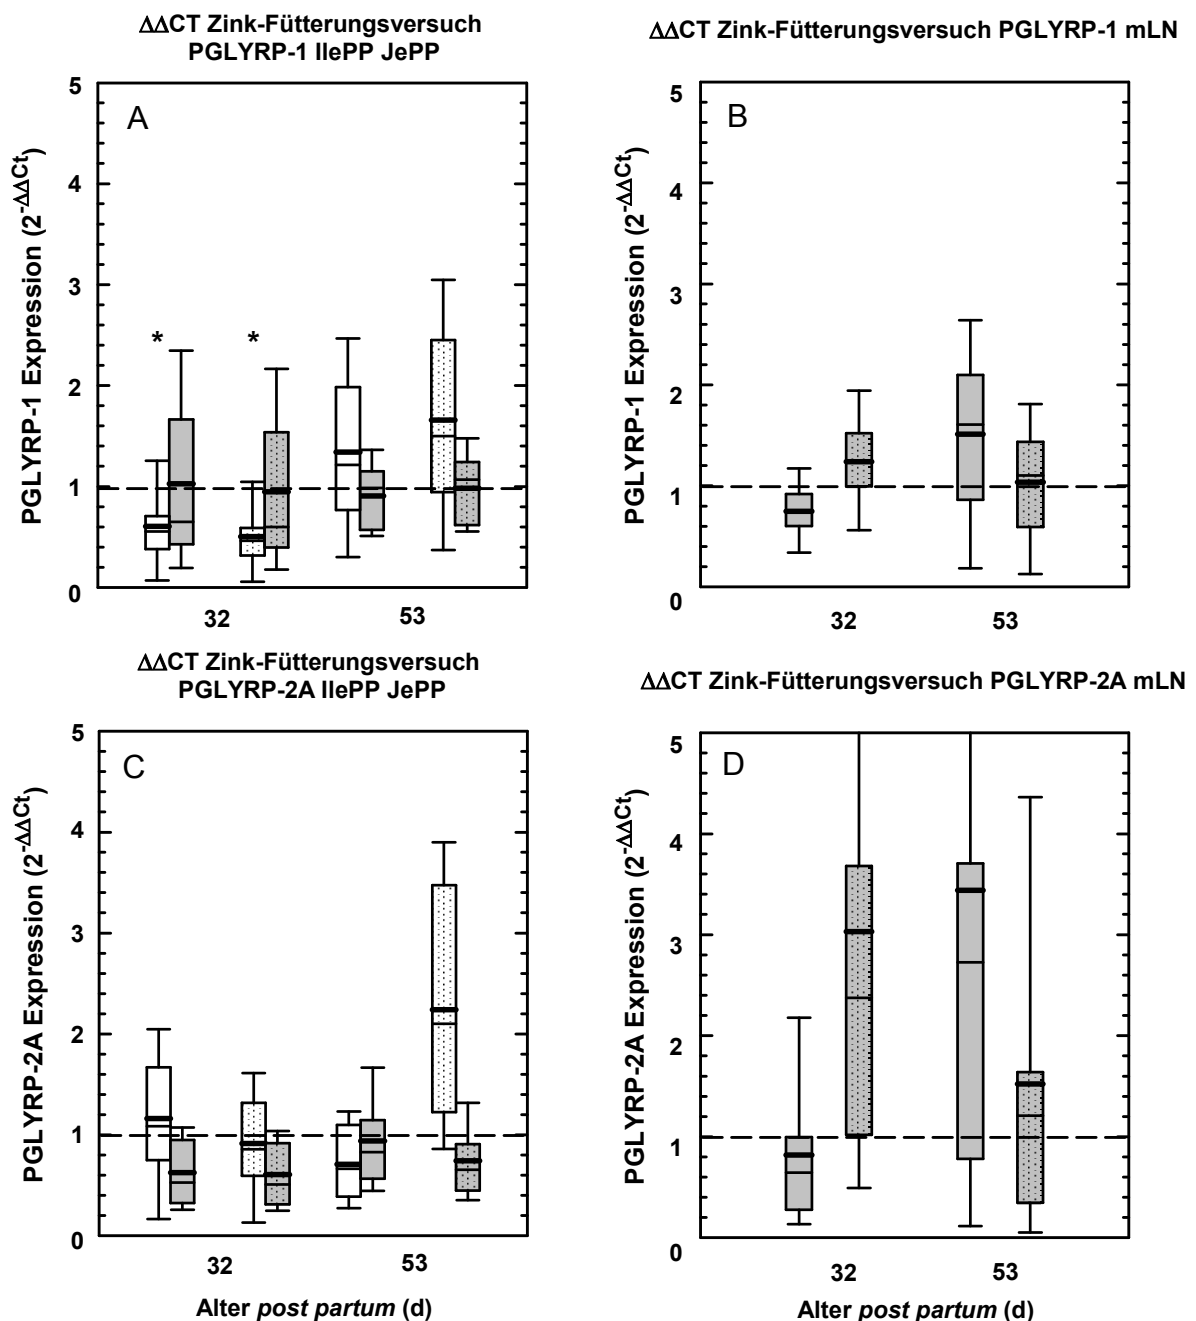 ΔΔCT Zink-Fütterungsversuch
PGLYRP-1 IlePP JePP
A
PGLYRP-1 Expression (2^-ΔΔCt)
5
4
3
2
1
0
*
*
32
53
ΔΔCT Zink-Fütterungsversuch PGLYRP-1 mLN
B
PGLYRP-1 Expression (2^-ΔΔCt)
5
4
3
2
1
0
32
53
ΔΔCT Zink-Fütterungsversuch
PGLYRP-2A IlePP JePP
C
PGLYRP-2A Expression (2^-ΔΔCt)
5
4
3
2
1
0
32
53
Alter post partum (d)
ΔΔCT Zink-Fütterungsversuch PGLYRP-2A mLN
D
PGLYRP-2A Expression (2^-ΔΔCt)
5
4
3
2
1
0
32
53
Alter post partum (d)